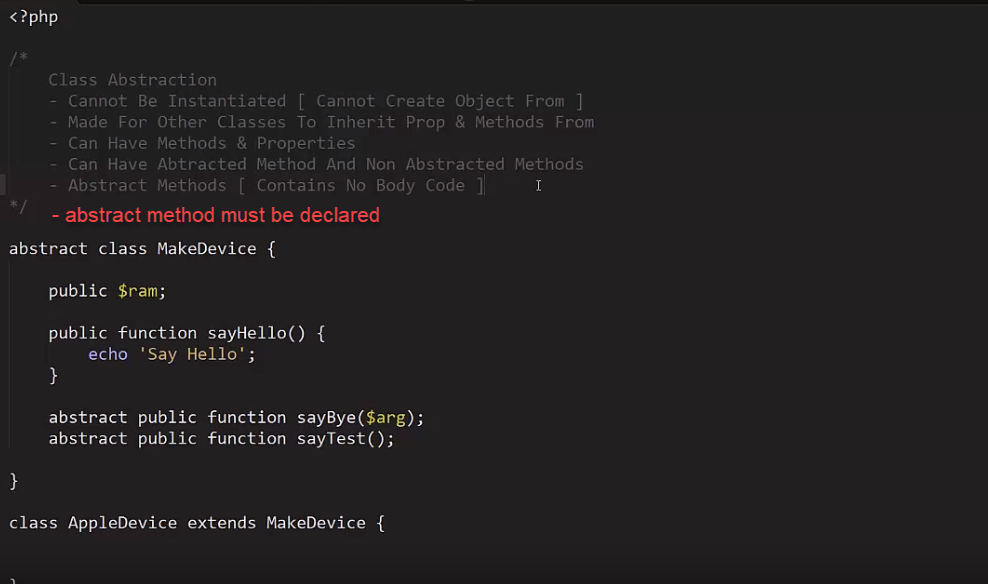 <?php
/*
Class Abstraction
- Cannot Be Instantiated [ Cannot Create Object From ]
- Made For Other Classes To Inherit Prop & Methods From
- Can Have Methods & Properties
- Can Have Abtracted Method And Non Abstracted Methods
- Abstract Methods [ Contains No Body Code ]
*/
- abstract method must be declared
abstract class MakeDevice {
public $ram;
public function sayHello() {
echo 'Say Hello';
}
abstract public function sayBye($arg);
abstract public function sayTest();
}
class AppleDevice extends MakeDevice {
}